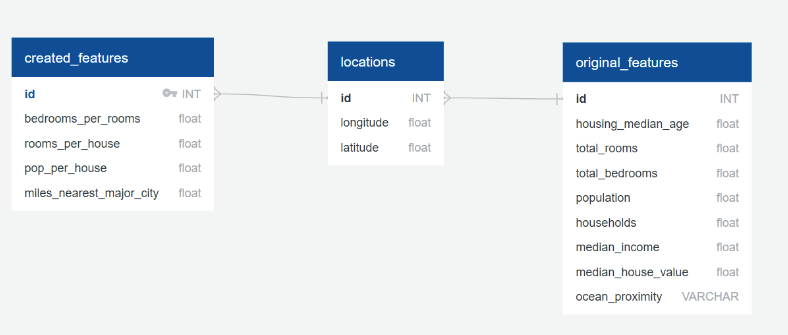 created_features
id INT
bedrooms_per_rooms float
rooms_per_house float
pop_per_house float
miles_nearest_major_city float
locations
id INT
longitude float
latitude float
original_features
id INT
housing_median_age float
total_rooms float
total_bedrooms float
population float
households float
median_income float
median_house_value float
ocean_proximity VARCHAR